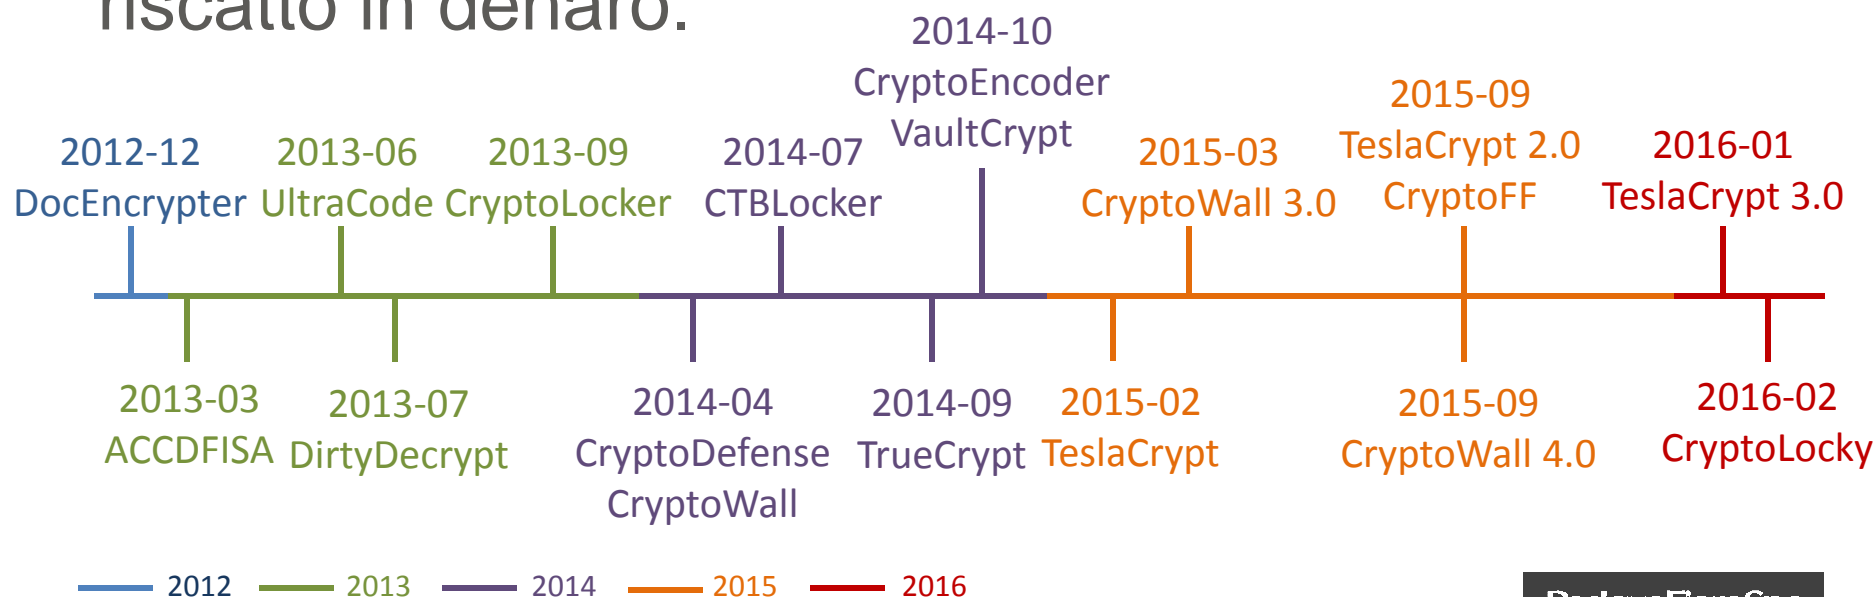 riscatto in denaro.
2014-10
CryptoEncoder
VaultCrypt
2012-12
DocEncrypter
2013-06
UltraCode
2013-09
CryptoLocker
2014-07
CTBLocker
2015-03
CryptoWall 3.0
2015-09
TeslaCrypt 2.0
CryptoFF
2016-01
TeslaCrypt 3.0
2013-03
ACCDFISA
2013-07
DirtyDecrypt
2014-04
CryptoDefense
CryptoWall
2014-09
TrueCrypt
2015-02
TeslaCrypt
2015-09
CryptoWall 4.0
2016-02
CryptoLocky
2012
2013
2014
2015
2016